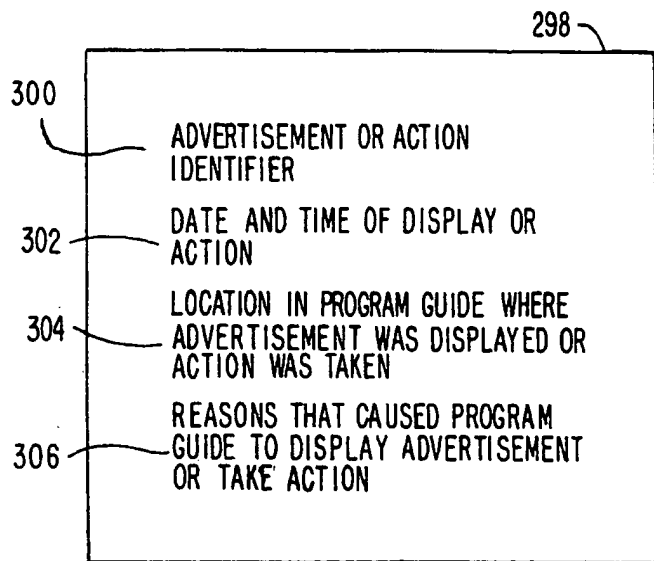 298
300
ADVERTISEMENT OR ACTION
IDENTIFIER
302
DATE AND TIME OF DISPLAY OR
ACTION
LOCATION IN PROGRAM GUIDE WHERE
304
ADVERTISEMENT WAS DISPLAYED OR
ACTION WAS TAKEN
REASONS THAT CAUSED PROGRAM
306
GUIDE TO DISPLAY ADVERTISEMENT
OR TAKE ACTION